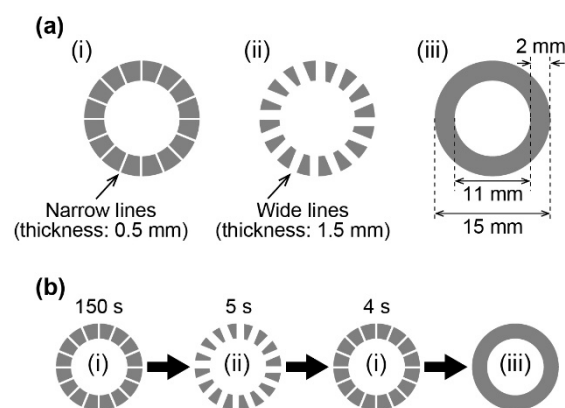 (a)
(i)
(ii)
(iii)
2 mm
Narrow lines
(thickness: 0.5 mm)
Wide lines
(thickness: 1.5 mm)
11 mm
15 mm
(b)
150 s
5 s
4 s
(i)
(ii)
(i)
(iii)